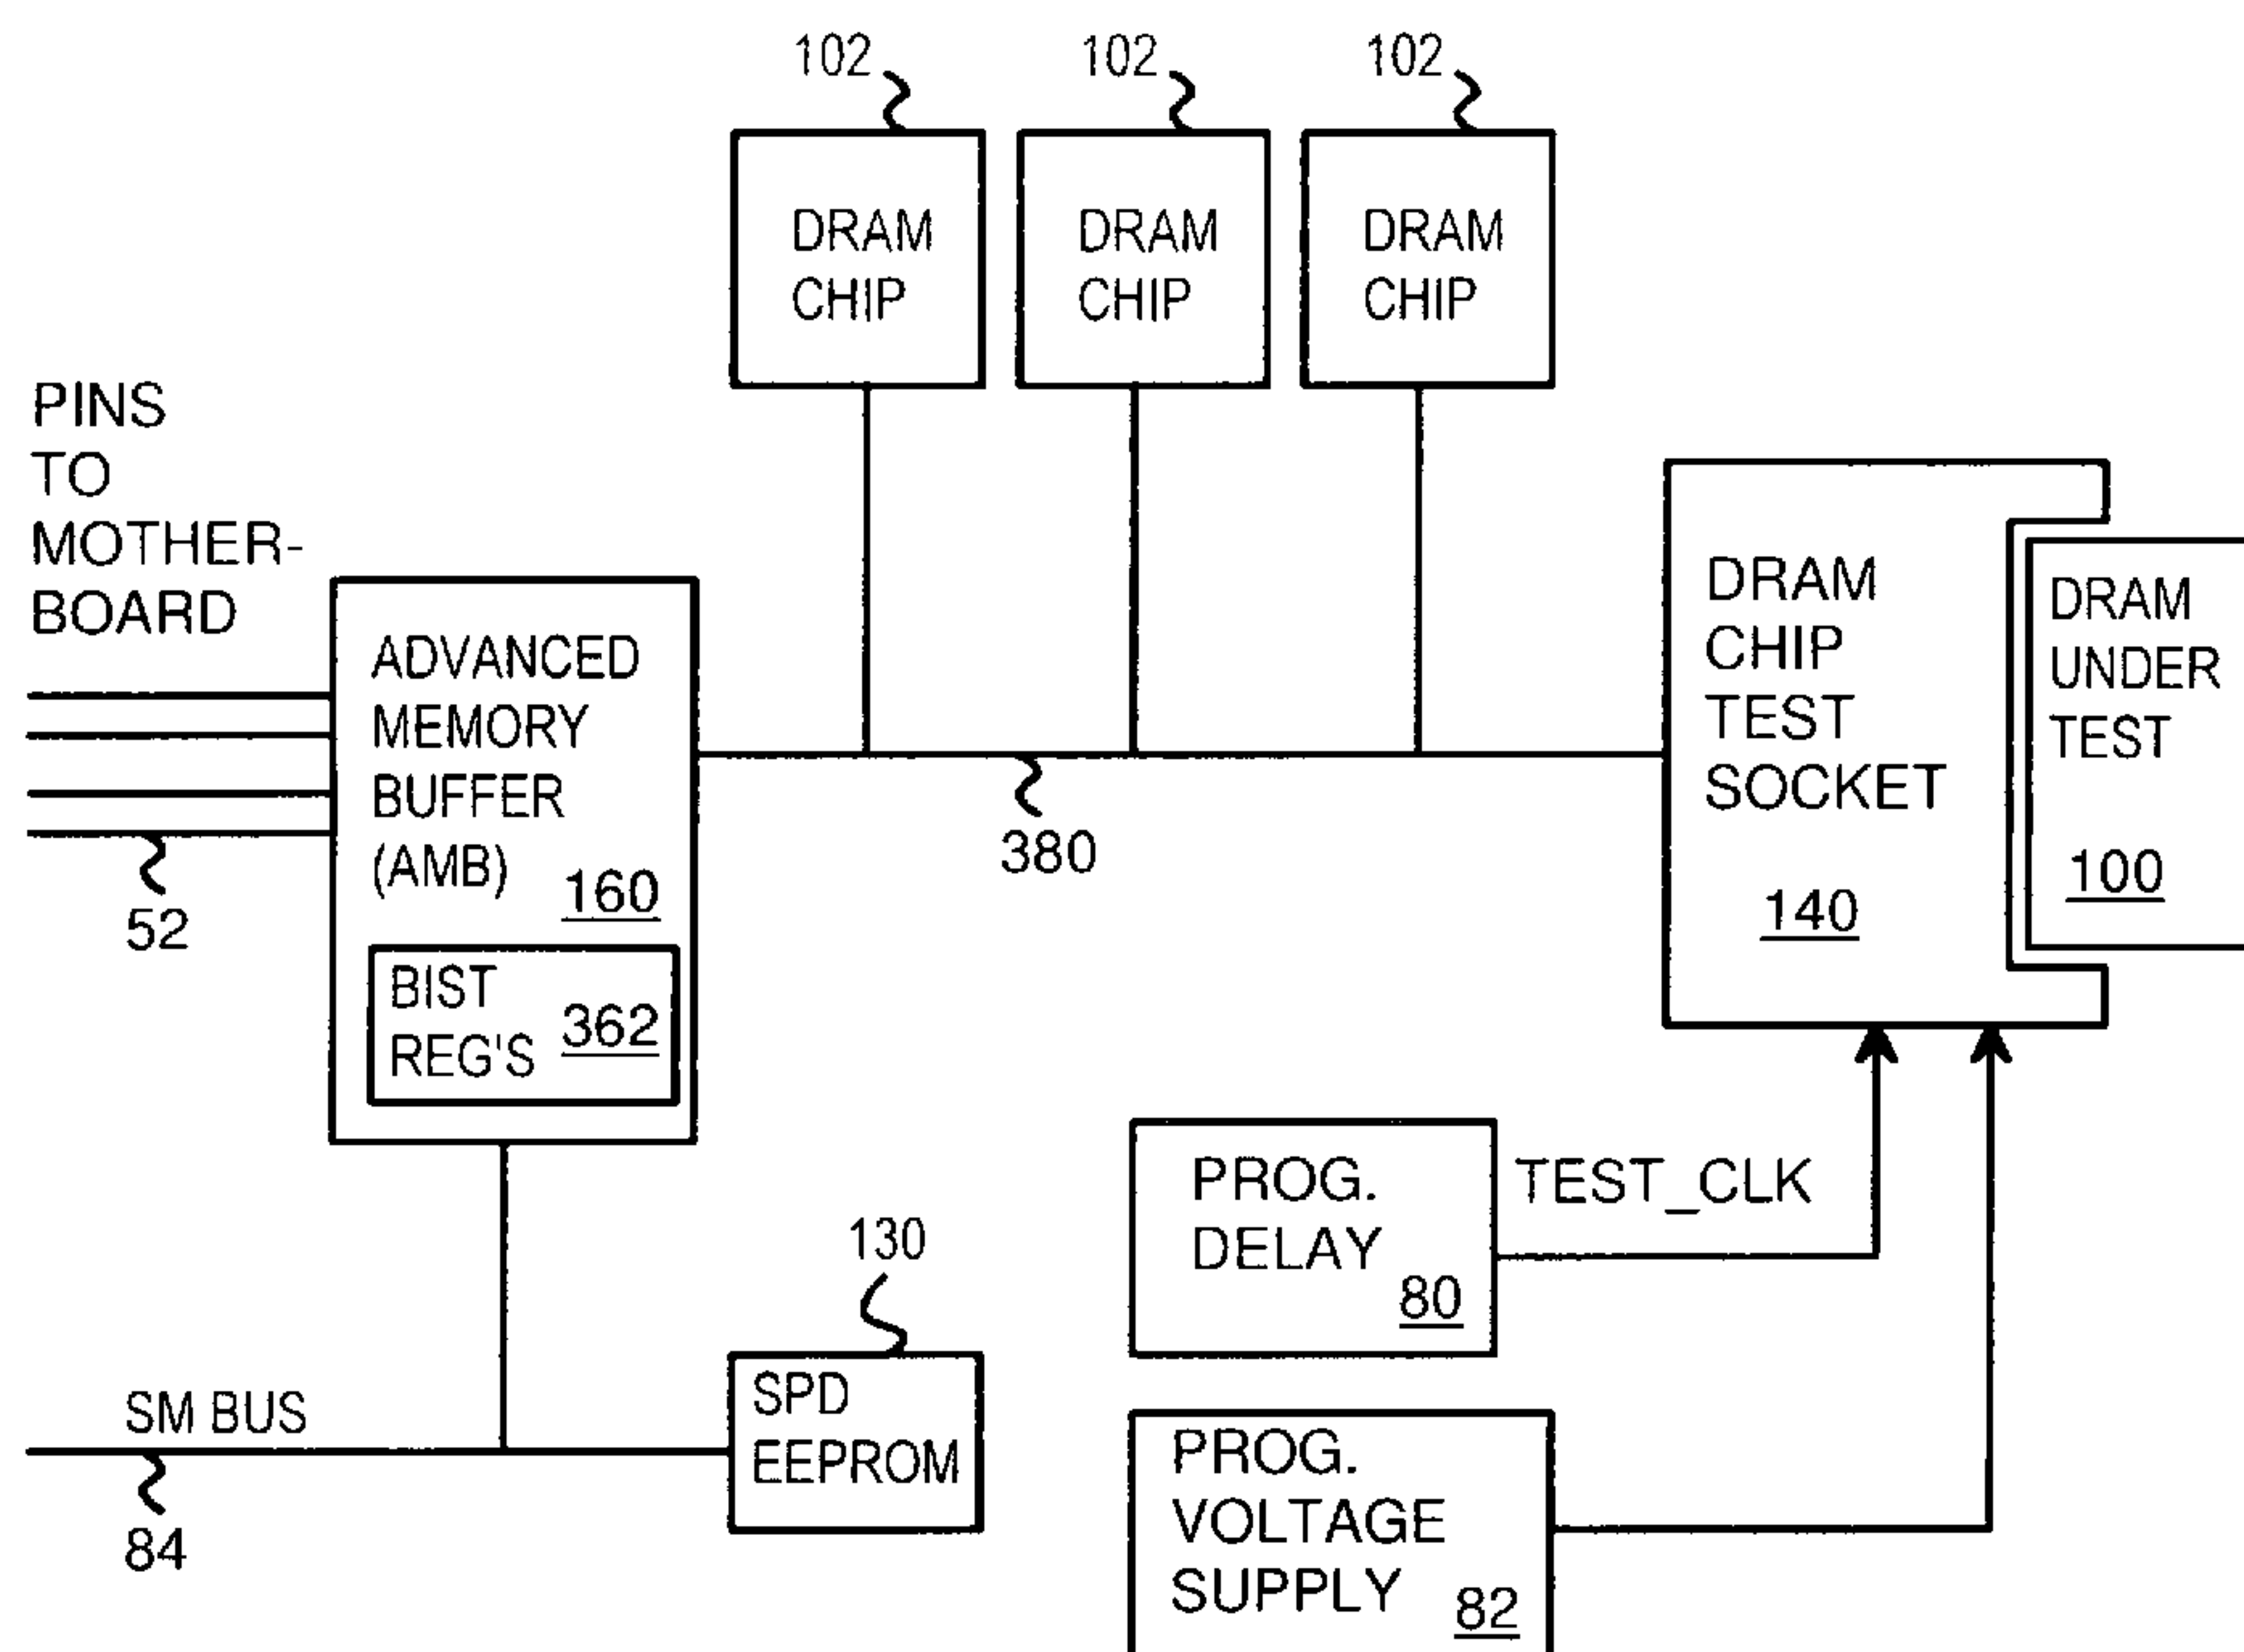 102
102
102
DRAM
CHIP
DRAM
CHIP
DRAM
CHIP
PINS
TO
MOTHER-
BOARD
ADVANCED
MEMORY
BUFFER
(AMB)
160
BIST
REG'S
362
52
380
DRAM
CHIP
TEST
SOCKET
140
DRAM
UNDER
TEST
100
PROG.
DELAY
80
TEST_CLK
130
SPD
EEPROM
SM BUS
84
PROG.
VOLTAGE
SUPPLY
82